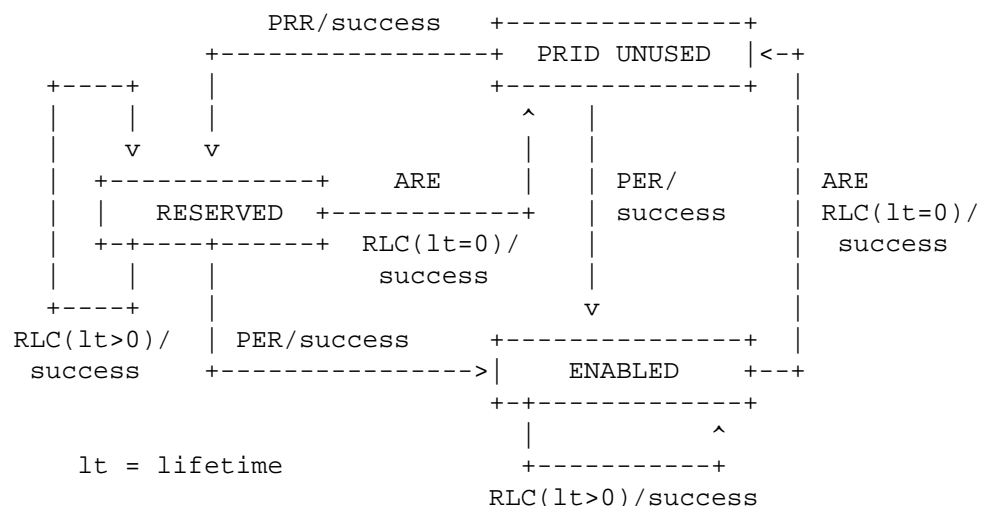 PRR/success
PRID UNUSED
ARE
PER/
ARE
RESERVED
success
RLC(lt=0)/
RLC(lt=0)/
success
success
RLC(lt>0)/
PER/success
success
ENABLED
lt = lifetime
RLC(lt>0)/success